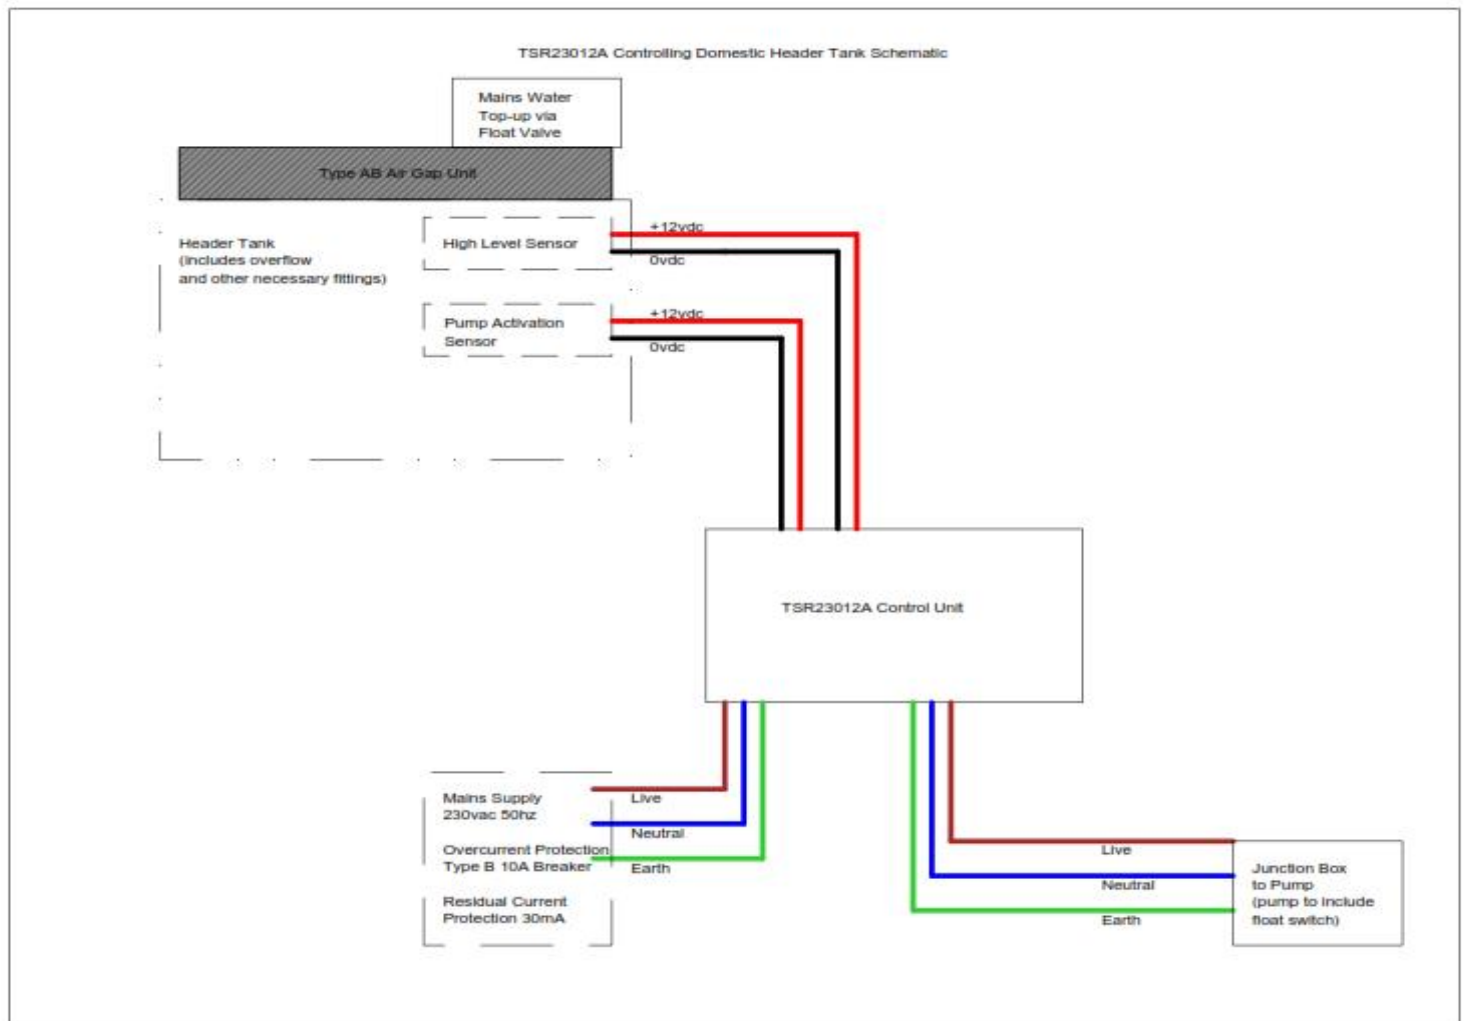 TSR23012A Controlling Domestic Header Tank Schematic
Mains Water
Top-up via
Float Valve
Type AB Air Gap Unit
Header Tank
(includes overflow
and other necessary fittings)
High Level Sensor
+12vdc
0vdc
Pump Activation
Sensor
+12vdc
0vdc
TSR23012A Control Unit
Mains Supply
230vac 50hz
Overcurrent Protection
Type B 10A Breaker
Residual Current
Protection 30mA
Live
Neutral
Earth
Live
Neutral
Earth
Junction Box
to Pump
(pump to include
float switch)